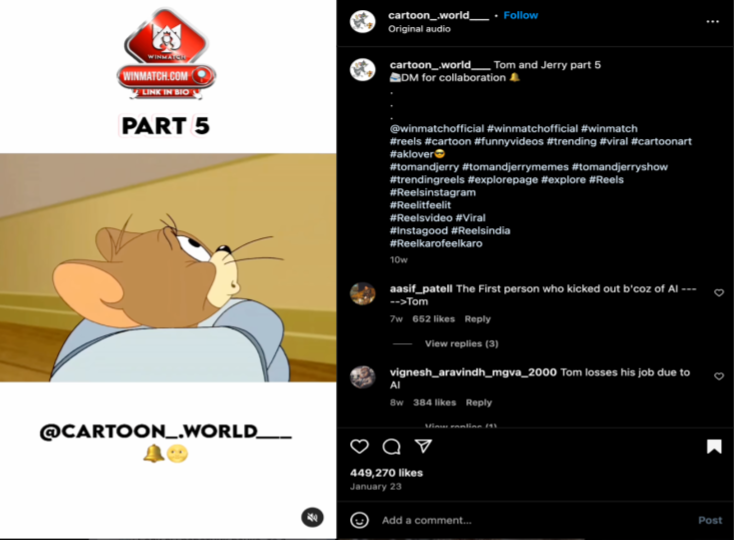 WINMATCH
WINMATCH.COM
LINK IN BIO
PART 5
@CARTOON_.WORLD___
🔔🌝
cartoon_.world___ • Follow
Original audio
cartoon_.world___ Tom and Jerry part 5
📩DM for collaboration 🔔
.
.
.
@winmatchofficial #winmatchofficial #winmatch
#reels #cartoon #funnyvideos #trending #viral #cartoonart
#aklover😎
#tomandjerry #tomandjerrymemes #tomandjerryshow
#trendingreels #explorepage #explore #Reels
#Reelsinstagram
#Reelitfeelit
#Reelsvideo #Viral
#Instagood #Reelsindia
#Reelkarofeelkaro
10w
aasif_patell The First person who kicked out b'coz of AI ---
-->Tom
7w 652 likes Reply
View replies (3)
vignesh_aravindh_mgva_2000 Tom losses his job due to
AI
8w 384 likes Reply
View replies (1)
449,270 likes
January 23
Add a comment...
Post